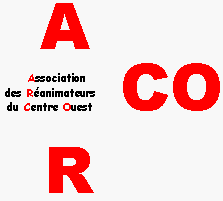 A
Association
des Réanimateurs
du Centre Ouest
CO
R